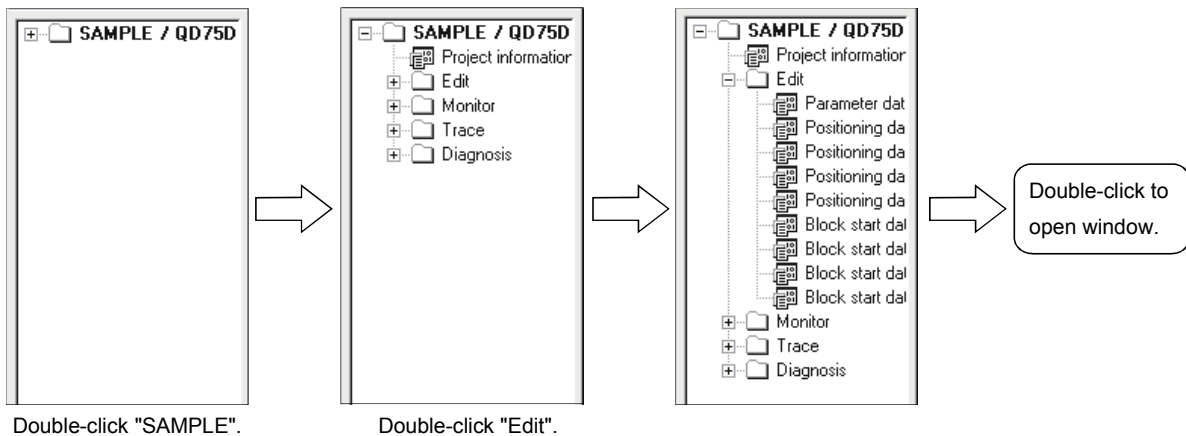 SAMPLE / QD75D
SAMPLE / QD75D
Project information
Edit
Monitor
Trace
Diagnosis
SAMPLE / QD75D
Project information
Edit
Parameter dat
Positioning da
Positioning da
Positioning da
Positioning da
Block start dat
Block start dat
Block start dat
Block start dat
Monitor
Trace
Diagnosis
Double-click to
open window.
Double-click "SAMPLE".
Double-click "Edit".